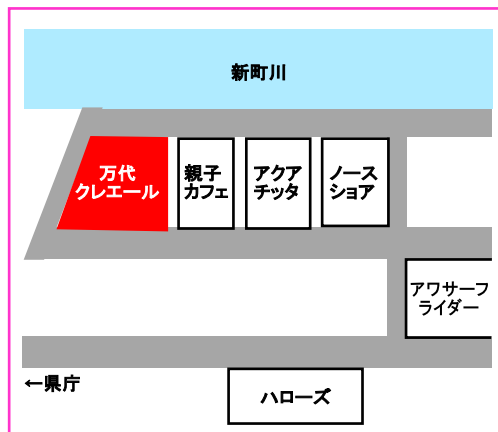 新町川
万代
クレエール
親子
カフェ
アクア
チッタ
ノース
ショア
アワサーフ
ライダー
←県庁
ハローズ